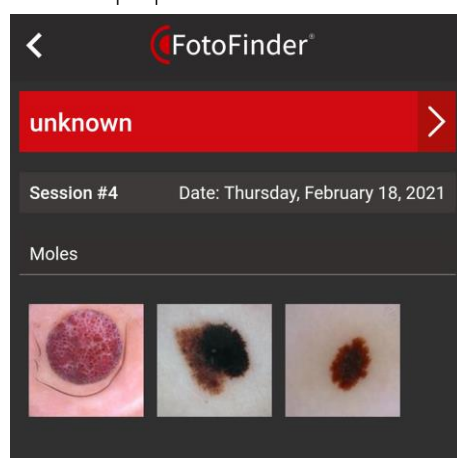 FotoFinder®
unknown
Session #4 Date: Thursday, February 18, 2021
Moles